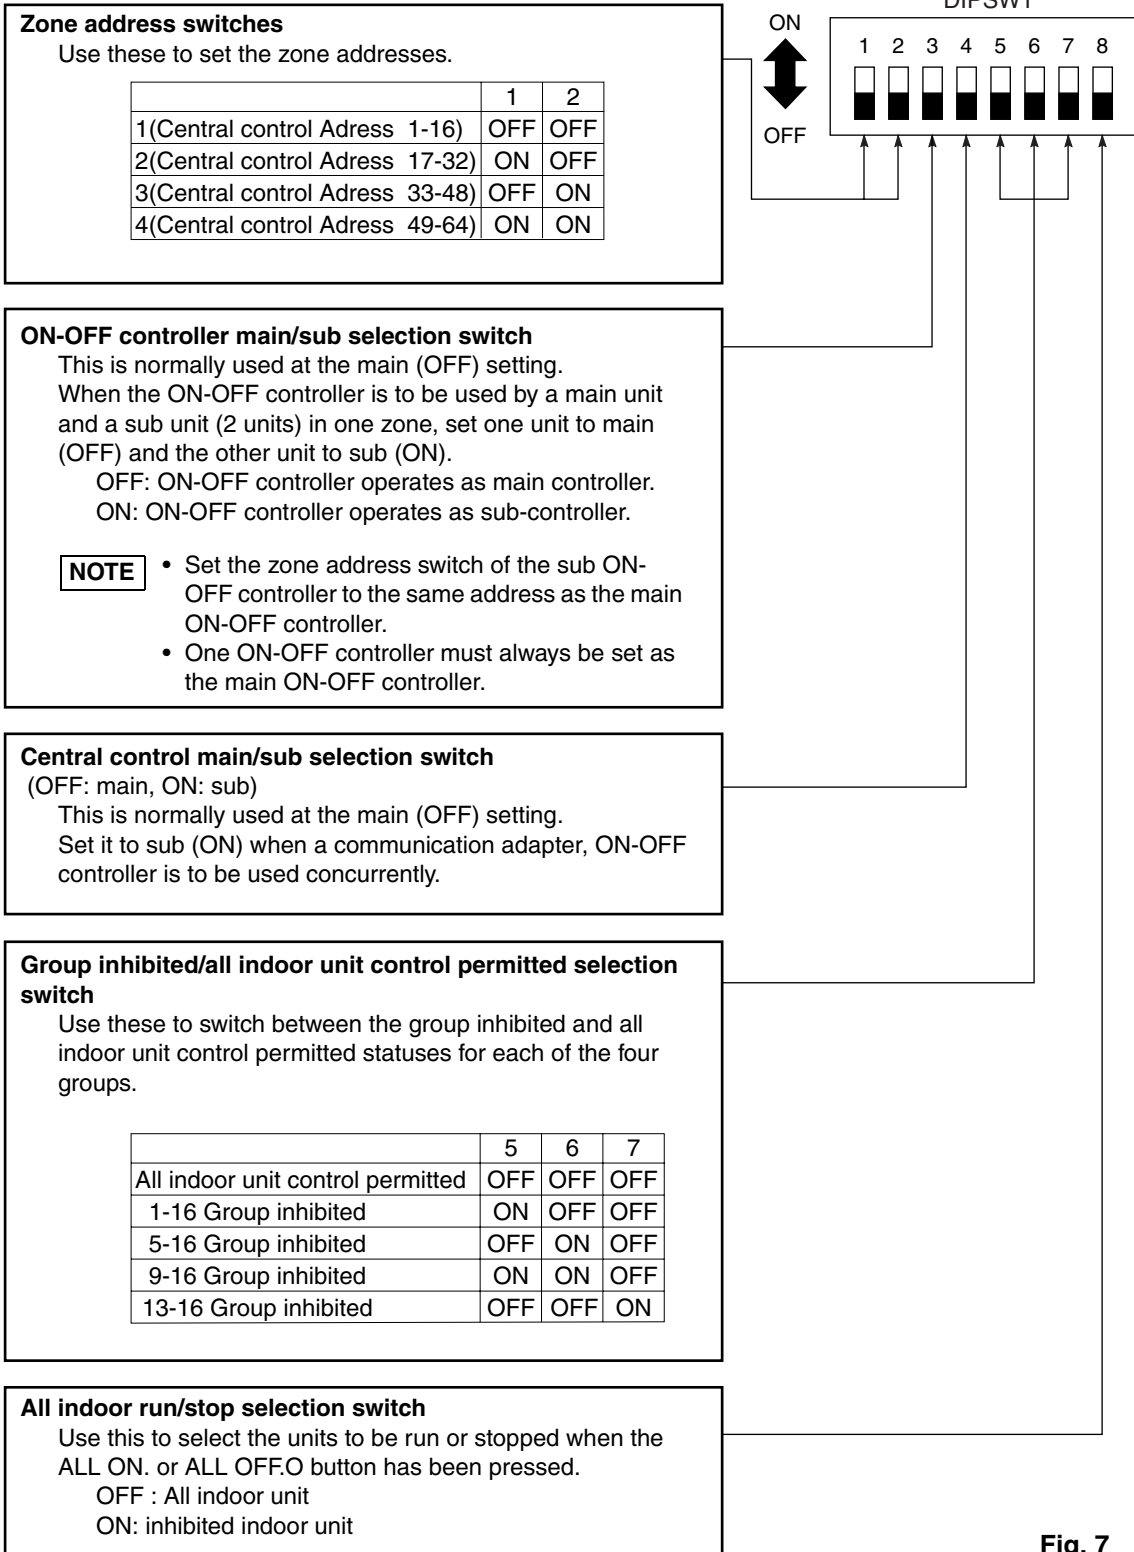 Zone address switches
Use these to set the zone addresses.
1 2
1(Central control Adress 1-16) OFF OFF
2(Central control Adress 17-32) ON OFF
3(Central control Adress 33-48) OFF ON
4(Central control Adress 49-64) ON ON
DIPSW1
ON
1 2 3 4 5 6 7 8
OFF
ON-OFF controller main/sub selection switch
This is normally used at the main (OFF) setting.
When the ON-OFF controller is to be used by a main unit
and a sub unit (2 units) in one zone, set one unit to main
(OFF) and the other unit to sub (ON).
OFF: ON-OFF controller operates as main controller.
ON: ON-OFF controller operates as sub-controller.
NOTE • Set the zone address switch of the sub ON-
OFF controller to the same address as the main
ON-OFF controller.
• One ON-OFF controller must always be set as
the main ON-OFF controller.
Central control main/sub selection switch
(OFF: main, ON: sub)
This is normally used at the main (OFF) setting.
Set it to sub (ON) when a communication adapter, ON-OFF
controller is to be used concurrently.
Group inhibited/all indoor unit control permitted selection
switch
Use these to switch between the group inhibited and all
indoor unit control permitted statuses for each of the four
groups.
5 6 7
All indoor unit control permitted OFF OFF OFF
1-16 Group inhibited ON OFF OFF
5-16 Group inhibited OFF ON OFF
9-16 Group inhibited ON ON OFF
13-16 Group inhibited OFF OFF ON
All indoor run/stop selection switch
Use this to select the units to be run or stopped when the
ALL ON. or ALL OFF.O button has been pressed.
OFF : All indoor unit
ON: inhibited indoor unit
Fig. 7